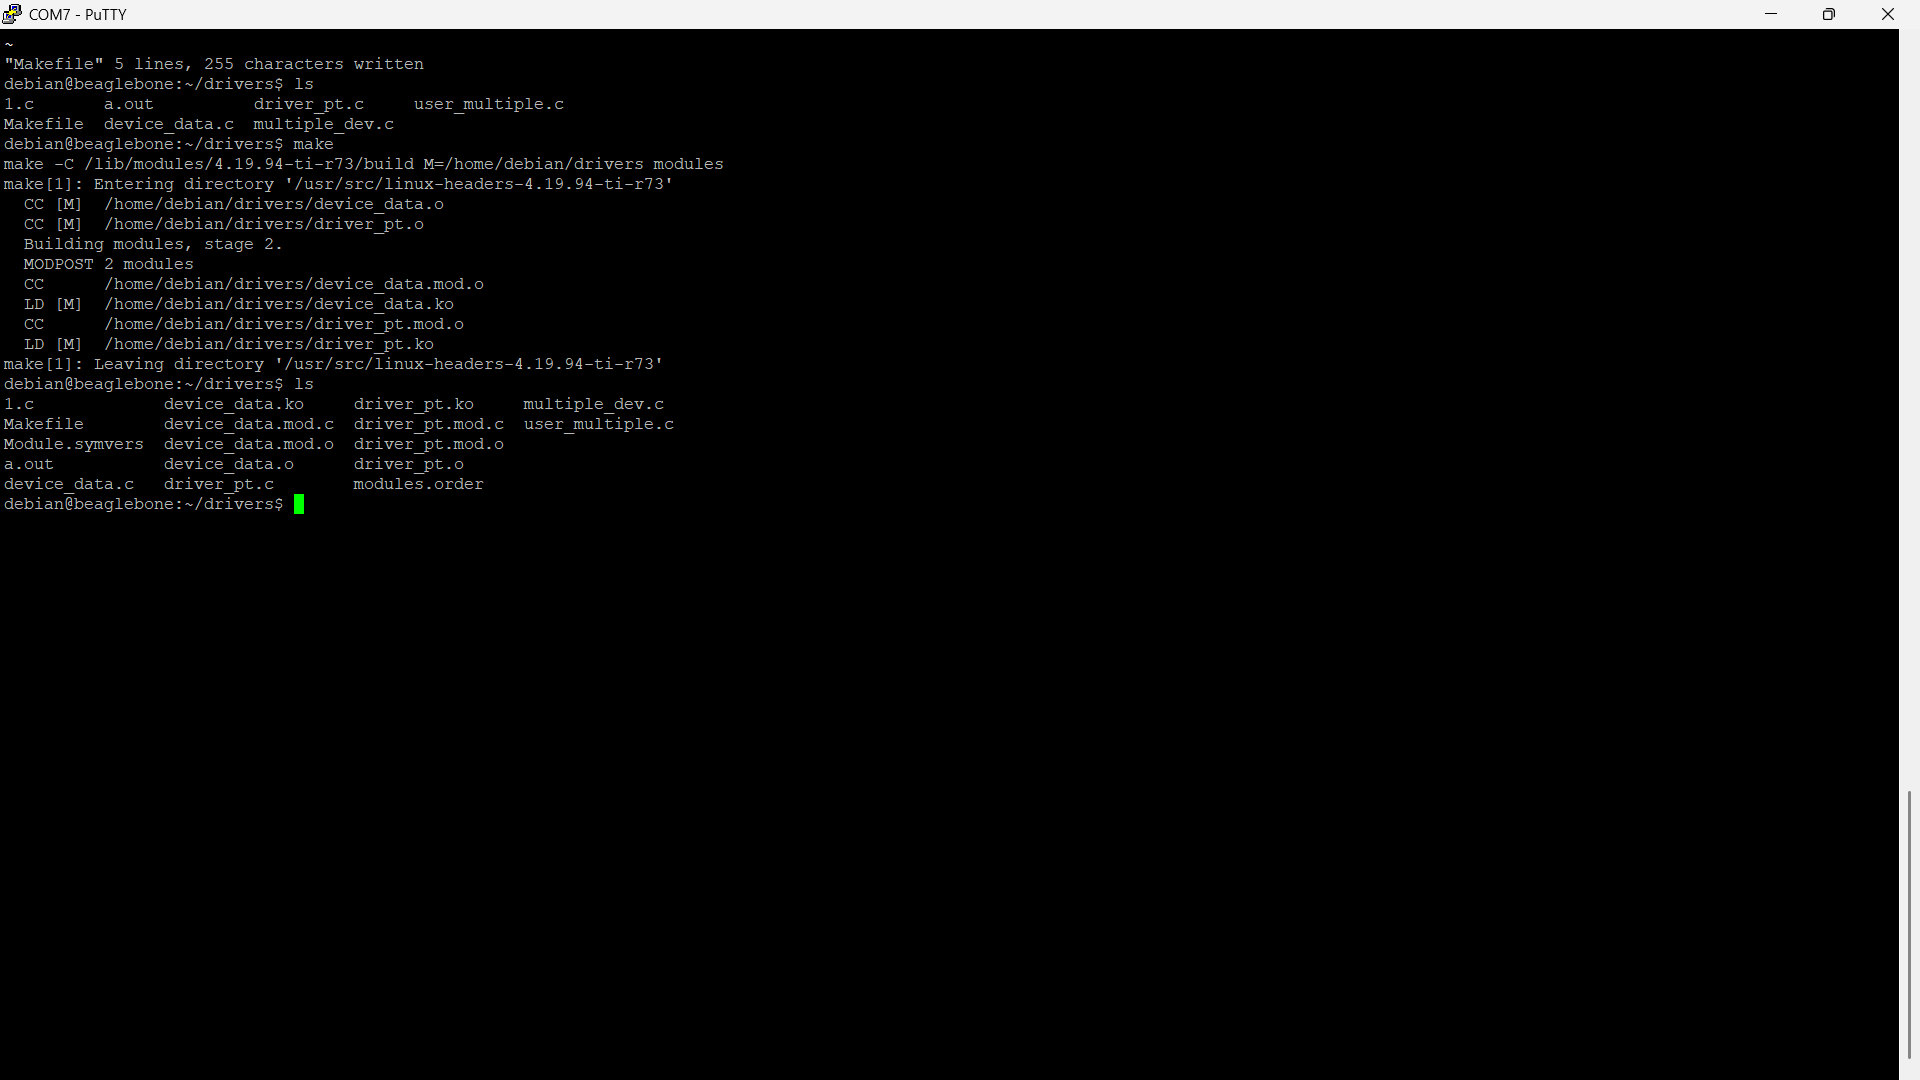 COM7 - PuTTY
~
"Makefile" 5 lines, 255 characters written
debian@beaglebone:~/drivers$ ls
1.c       a.out          driver_pt.c     user_multiple.c
Makefile  device_data.c  multiple_dev.c
debian@beaglebone:~/drivers$ make
make -C /lib/modules/4.19.94-ti-r73/build M=/home/debian/drivers modules
make[1]: Entering directory '/usr/src/linux-headers-4.19.94-ti-r73'
  CC [M]  /home/debian/drivers/device_data.o
  CC [M]  /home/debian/drivers/driver_pt.o
  Building modules, stage 2.
  MODPOST 2 modules
  CC      /home/debian/drivers/device_data.mod.o
  LD [M]  /home/debian/drivers/device_data.ko
  CC      /home/debian/drivers/driver_pt.mod.o
  LD [M]  /home/debian/drivers/driver_pt.ko
make[1]: Leaving directory '/usr/src/linux-headers-4.19.94-ti-r73'
debian@beaglebone:~/drivers$ ls
1.c             device_data.ko     driver_pt.ko     multiple_dev.c
Makefile        device_data.mod.c  driver_pt.mod.c  user_multiple.c
Module.symvers  device_data.mod.o  driver_pt.mod.o
a.out           device_data.o      driver_pt.o
device_data.c   driver_pt.c        modules.order
debian@beaglebone:~/drivers$